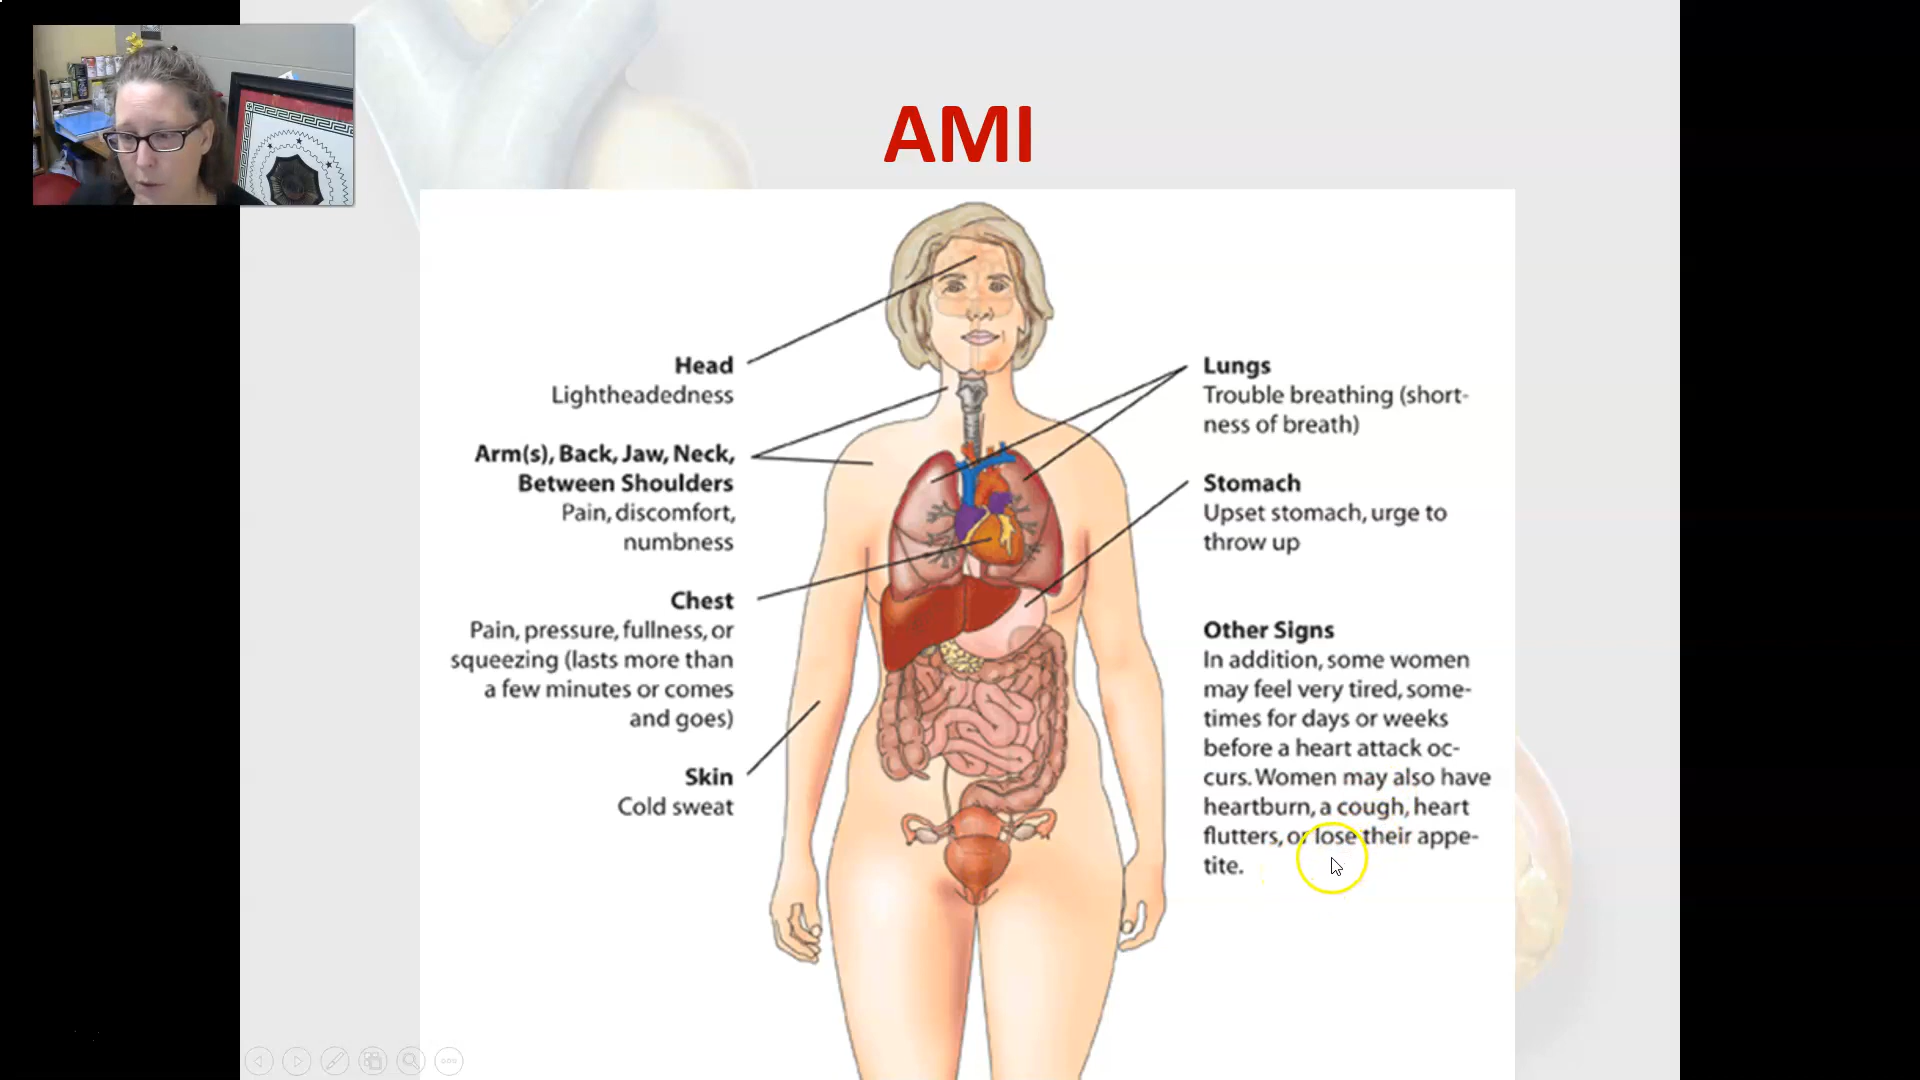 AMI
Head
Lightheadedness
Arm(s), Back, Jaw, Neck,
Between Shoulders
Pain, discomfort,
numbness
Chest
Pain, pressure, fullness, or
squeezing (lasts more than
a few minutes or comes
and goes)
Skin
Cold sweat
Lungs
Trouble breathing (short-
ness of breath)
Stomach
Upset stomach, urge to
throw up
Other Signs
In addition, some women
may feel very tired, some-
times for days or weeks
before a heart attack oc-
curs. Women may also have
heartburn, a cough, heart
flutters, or lose their appe-
tite.